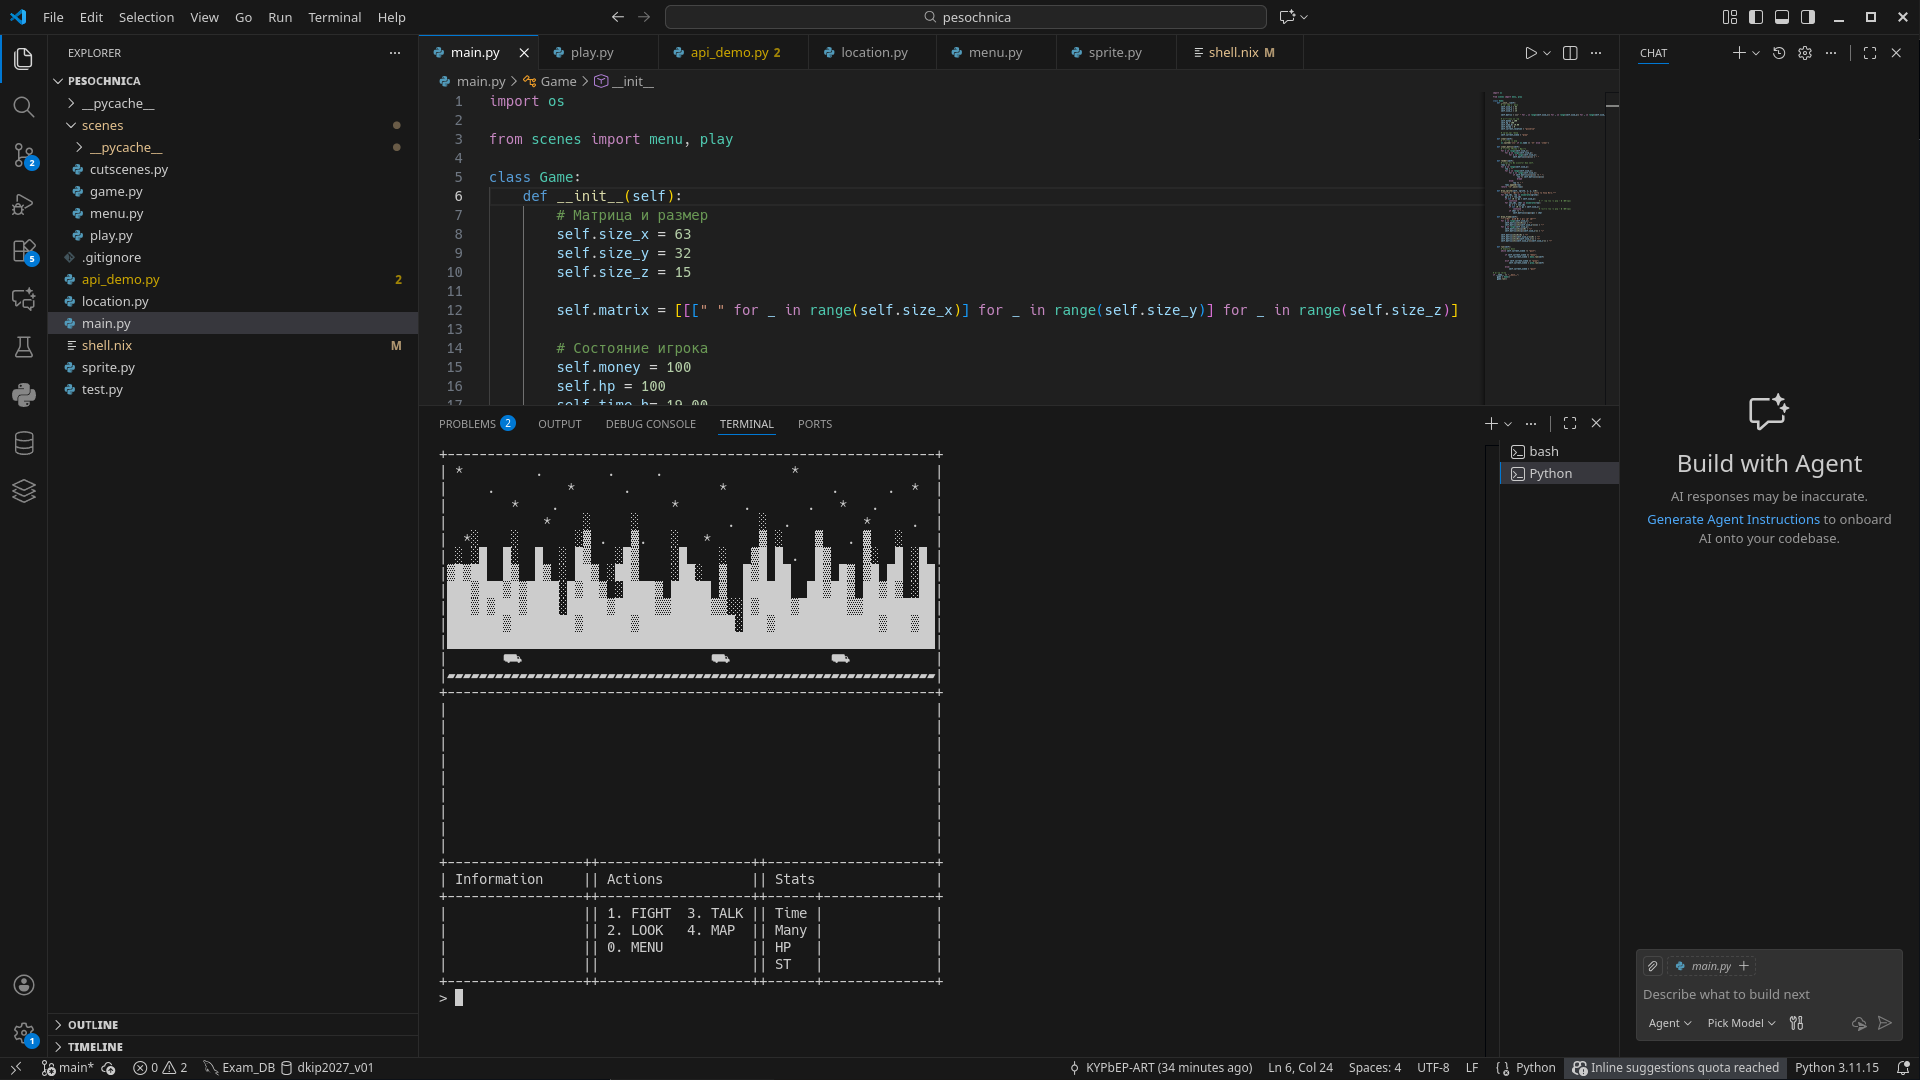 File Edit Selection View Go Run Terminal Help
pesochnica
EXPLORER
PESOCHNICA
__pycache__
scenes
__pycache__
cutscenes.py
game.py
menu.py
play.py
.gitignore
api_demo.py 2
location.py
main.py
shell.nix M
sprite.py
test.py
OUTLINE
TIMELINE
main.py play.py api_demo.py 2 location.py menu.py sprite.py shell.nix M
main.py > Game > __init__
1 import os
2
3 from scenes import menu, play
4
5 class Game:
6 def __init__(self):
7 # Матрица и размер
8 self.size_x = 63
9 self.size_y = 32
10 self.size_z = 15
11
12 self.matrix = [[[" " for _ in range(self.size_x)] for _ in range(self.size_y)] for _ in range(self.size_z)]
13
14 # Состояние игрока
15 self.money = 100
16 self.hp = 100
17 self.time_h= 19.00
PROBLEMS 2 OUTPUT DEBUG CONSOLE TERMINAL PORTS
bash
Python
| Information || Actions || Stats |
| || 1. FIGHT 3. TALK || Time | |
| || 2. LOOK 4. MAP || Many | |
| || 0. MENU || HP | |
| || || ST | |
>
CHAT
Build with Agent
AI responses may be inaccurate.
Generate Agent Instructions to onboard
AI onto your codebase.
main.py
Describe what to build next
Agent Pick Model
2
5
1
main* 0 2 Exam_DB dkip2027_v01
KYPbEP-ART (34 minutes ago) Ln 6, Col 24 Spaces: 4 UTF-8 LF Python Inline suggestions quota reached Python 3.11.15